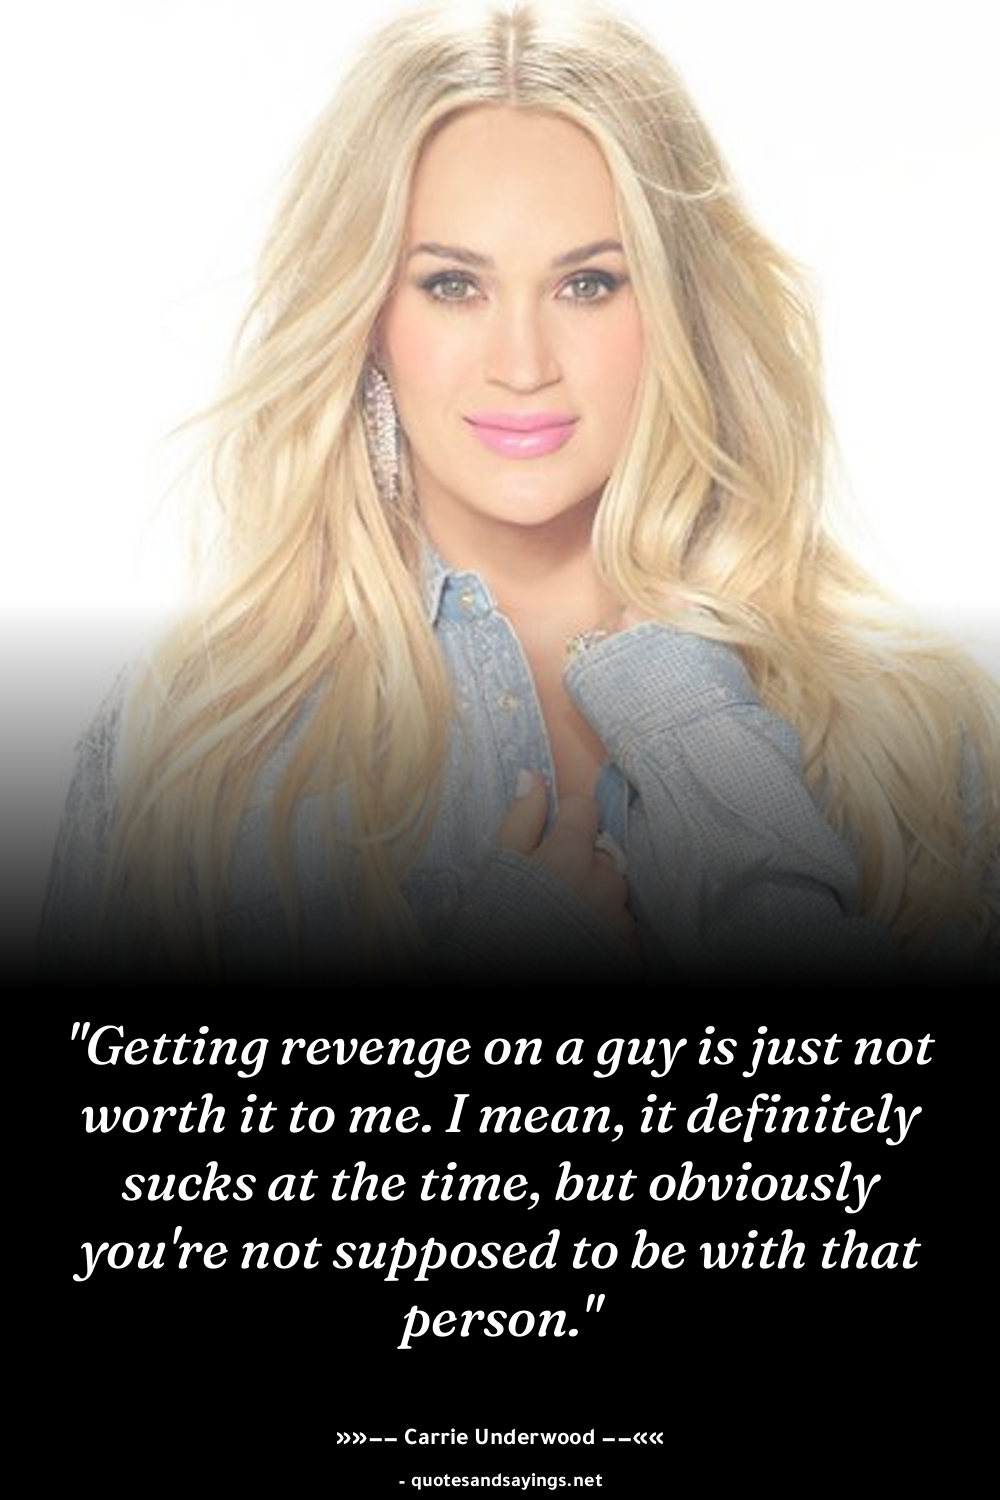 "Getting revenge on a guy is just not
worth it to me. I mean, it definitely
sucks at the time, but obviously
you're not supposed to be with that
person."
»»–– Carrie Underwood ––««
- quotesandsayings.net